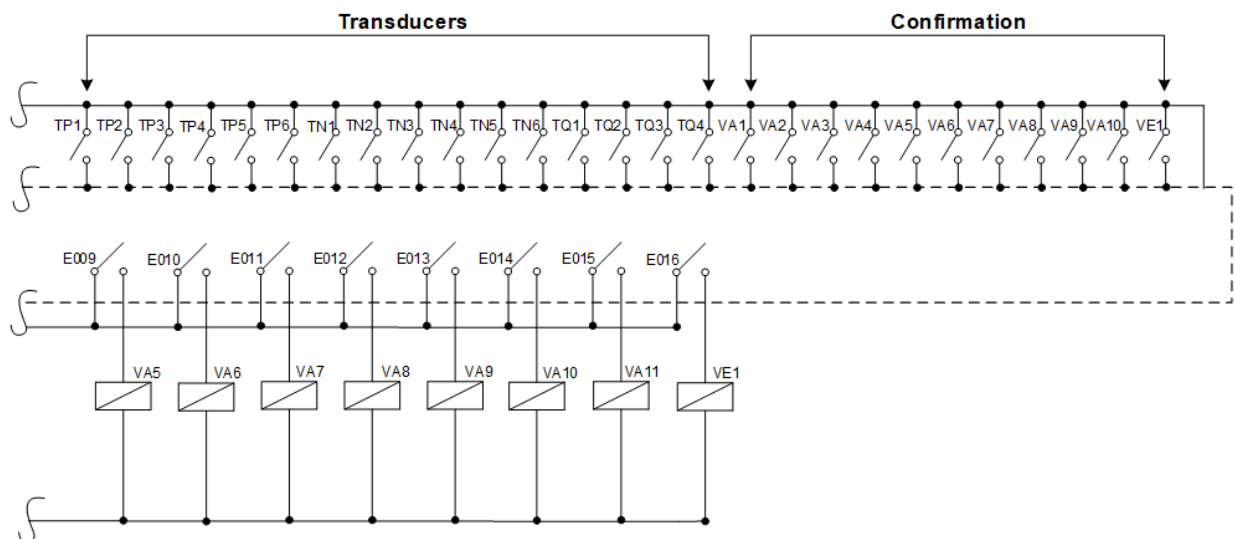 Transducers Confirmation
TP1 TP2 TP3 TP4 TP5 TP6 TN1 TN2 TN3 TN4 TN5 TN6 TQ1 TQ2 TQ3 TQ4 VA1 VA2 VA3 VA4 VA5 VA6 VA7 VA8 VA9 VA10 VE1
E009 E010 E011 E012 E013 E014 E015 E016
VA5 VA6 VA7 VA8 VA9 VA10 VA11 VE1